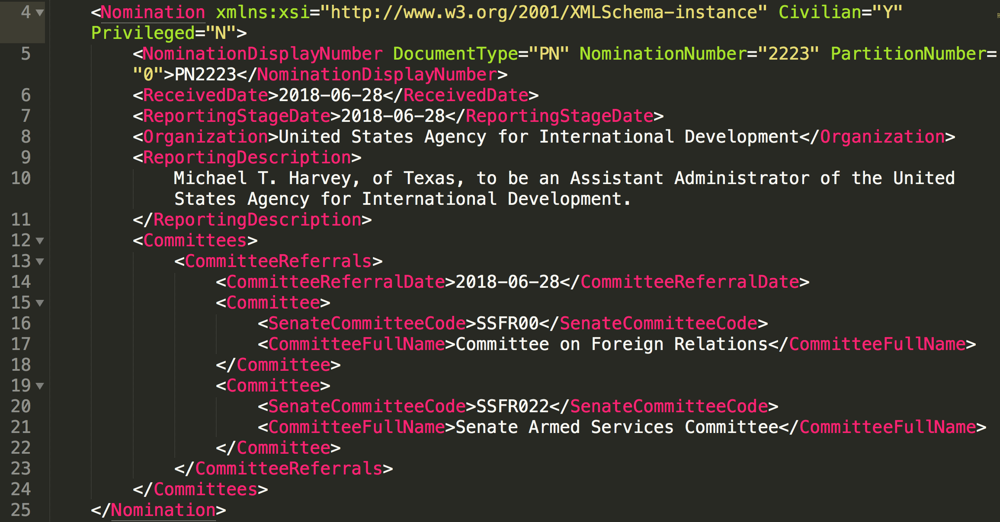 4 <Nomination xmlns:xsi="http://www.w3.org/2001/XMLSchema-instance" Civilian="Y"
Privileged="N">
5 <NominationDisplayNumber DocumentType="PN" NominationNumber="2223" PartitionNumber=
"0">PN2223</NominationDisplayNumber>
6 <ReceivedDate>2018-06-28</ReceivedDate>
7 <ReportingStageDate>2018-06-28</ReportingStageDate>
8 <Organization>United States Agency for International Development</Organization>
9 <ReportingDescription>
10 Michael T. Harvey, of Texas, to be an Assistant Administrator of the United
States Agency for International Development.
11 </ReportingDescription>
12 <Committees>
13 <CommitteeReferrals>
14 <CommitteeReferralDate>2018-06-28</CommitteeReferralDate>
15 <Committee>
16 <SenateCommitteeCode>SSFR00</SenateCommitteeCode>
17 <CommitteeFullName>Committee on Foreign Relations</CommitteeFullName>
18 </Committee>
19 <Committee>
20 <SenateCommitteeCode>SSFR022</SenateCommitteeCode>
21 <CommitteeFullName>Senate Armed Services Committee</CommitteeFullName>
22 </Committee>
23 </CommitteeReferrals>
24 </Committees>
25 </Nomination>